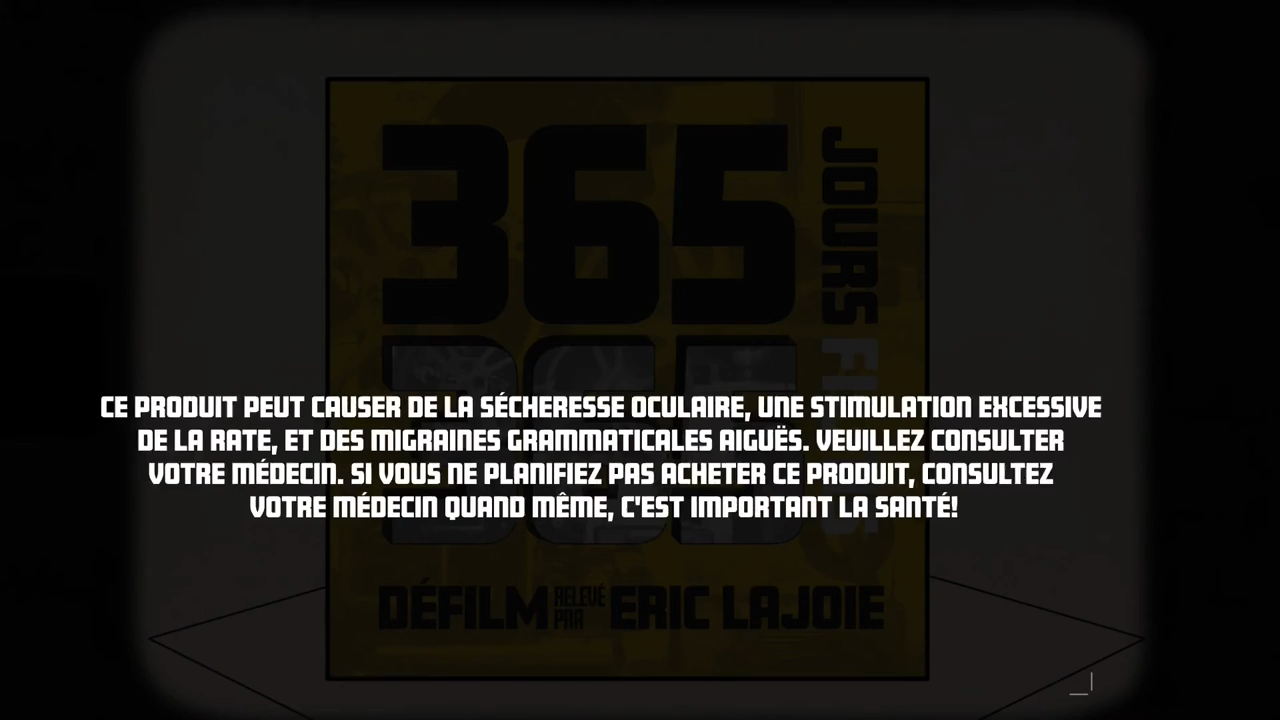 365
JOURS
CE PRODUIT PEUT CAUSER DE LA SÉCHERESSE OCULAIRE, UNE STIMULATION EXCESSIVE
DE LA RATE, ET DES MIGRAINES GRAMMATICALES AIGUËS. VEUILLEZ CONSULTER
VOTRE MÉDECIN. SI VOUS NE PLANIFIEZ PAS ACHETER CE PRODUIT, CONSULTEZ
VOTRE MÉDECIN QUAND MÊME, C'EST IMPORTANT LA SANTÉ!
DÉFILM RELEVÉ PAR ERIC LAJOIE